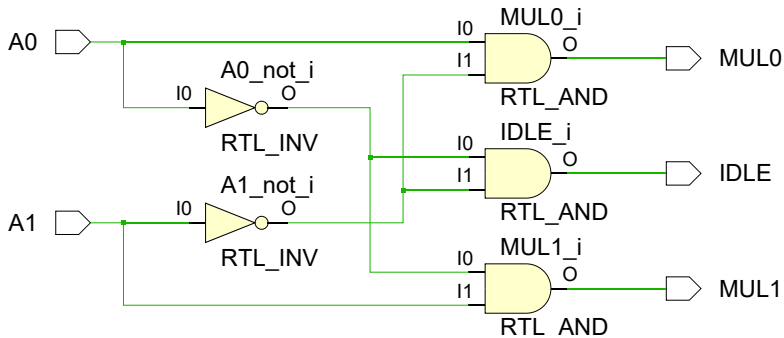 MUL0_i
A0
I0
O
I1
MUL0
A0_not_i
I0
O
RTL_AND
RTL_INV
IDLE_i
I0
O
I1
IDLE
A1_not_i
RTL_AND
A1
I0
O
RTL_INV
MUL1_i
I0
O
I1
MUL1
RTL_AND